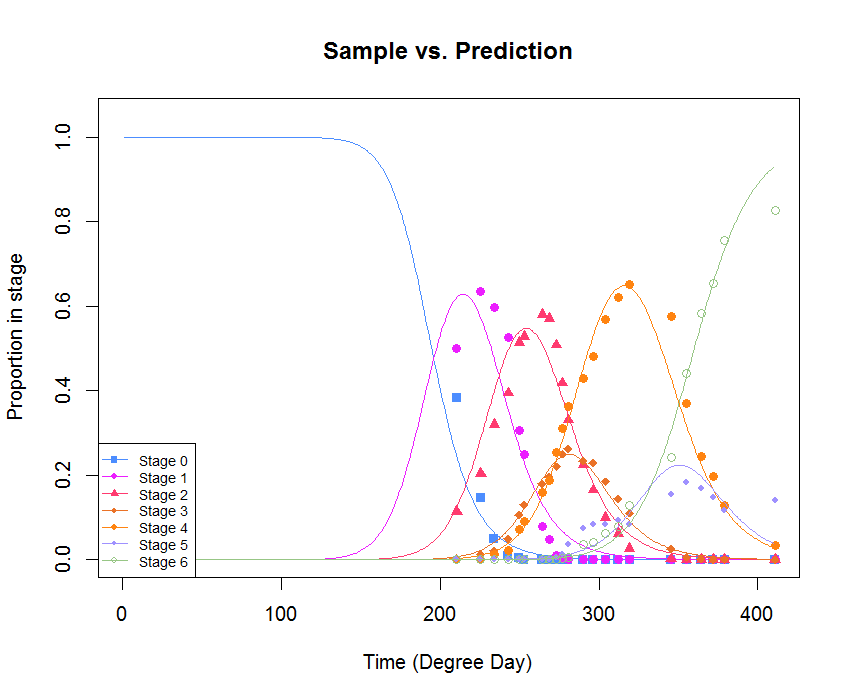 Sample vs. Prediction
Proportion in stage
1.0
0.8
0.6
0.4
0.2
0.0
Stage 0
Stage 1
Stage 2
Stage 3
Stage 4
Stage 5
Stage 6
0 100 200 300 400
Time (Degree Day)